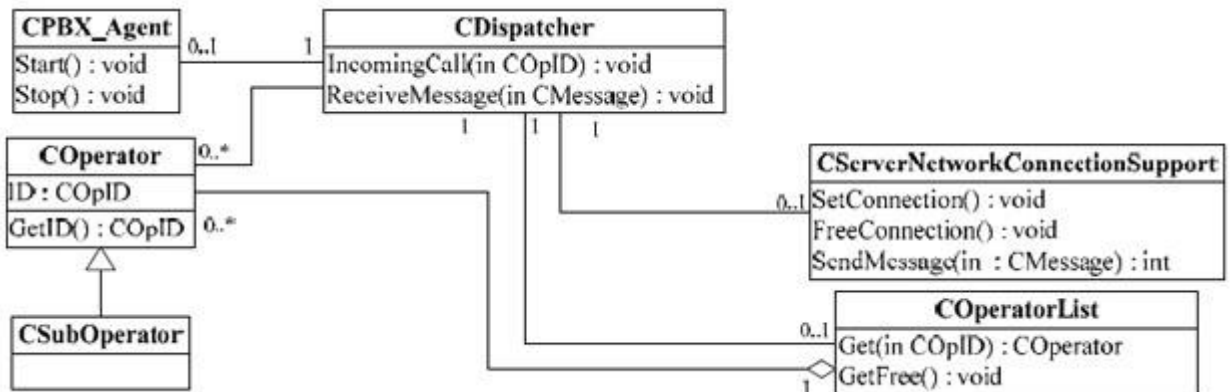 CPBX_Agent
Start() : void
Stop() : void
0..1
1
CDispatcher
IncomingCall(in COpID) : void
ReceiveMessage(in CMessage) : void
1
1
1
COperator
ID : COpID
GetID() : COpID
0..*
0..*
CServerNetworkConnectionSupport
SetConnection() : void
FreeConnection() : void
SendMessage(in : CMessage) : int
0..1
CSubOperator
COperatorList
Get(in COpID) : COperator
GetFree() : void
0..1
1